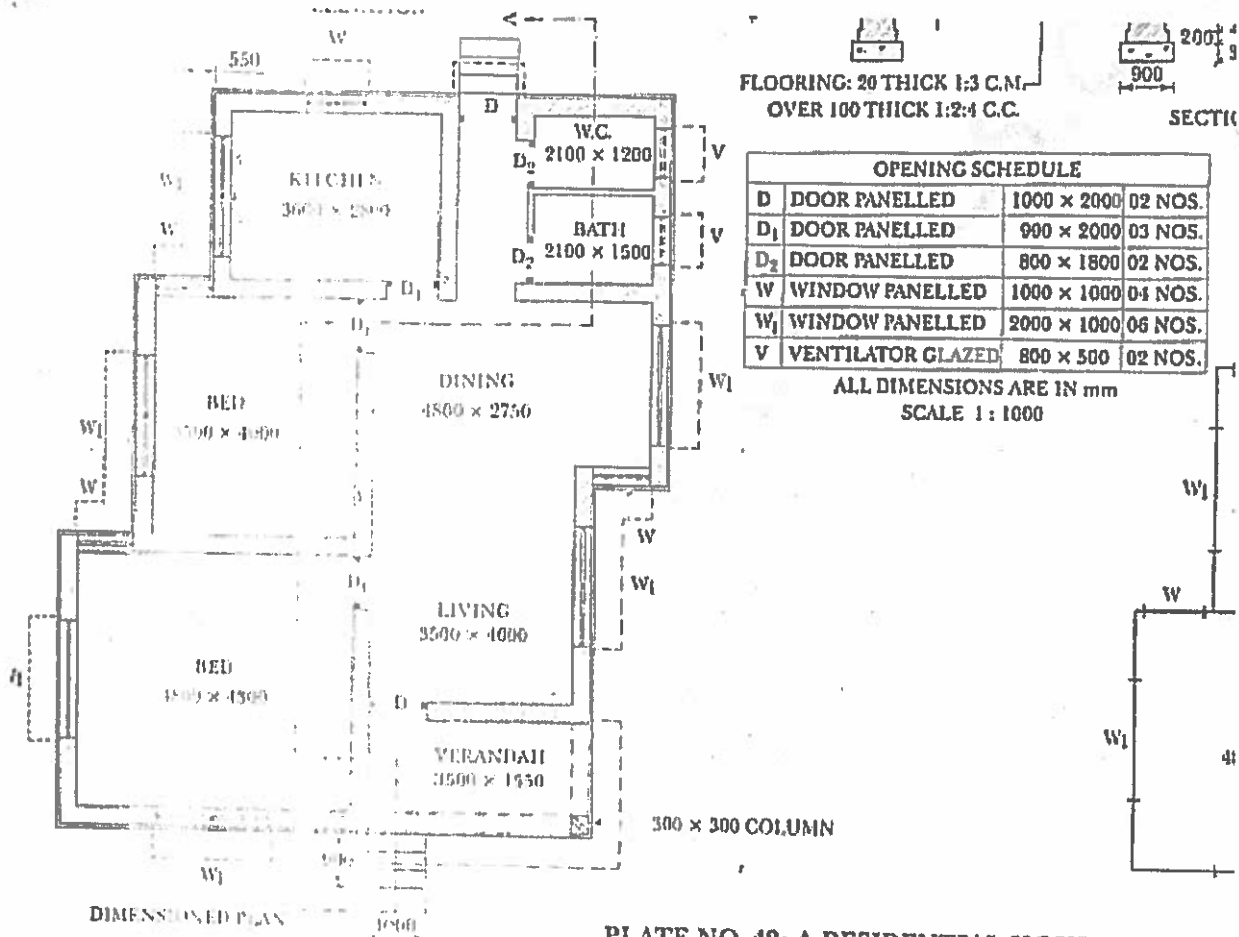 W
550
D
W.C.
2100 × 1200
D₂
V
KITCHEN
W₁
W
BATH
2100 × 1500
D₂
V
D₁
D₁
DINING
4800 × 2750
W₁
BED
W₁
W
W
W₁
D₁
LIVING
3500 × 4000
BED
D
VERANDAH
300 × 300 COLUMN
W₁
DIMENSIONED PLAN
FLOORING: 20 THICK 1:3 C.M.
OVER 100 THICK 1:2:4 C.C.
200
900
OPENING SCHEDULE
D DOOR PANELLED 1000 × 2000 02 NOS.
D₁ DOOR PANELLED 900 × 2000 03 NOS.
D₂ DOOR PANELLED 800 × 1800 02 NOS.
W WINDOW PANELLED 1000 × 1000 04 NOS.
W₁ WINDOW PANELLED 2000 × 1000 06 NOS.
V VENTILATOR GLAZED 800 × 500 02 NOS.
ALL DIMENSIONS ARE IN mm
SCALE 1 : 1000
W₁
W
W₁